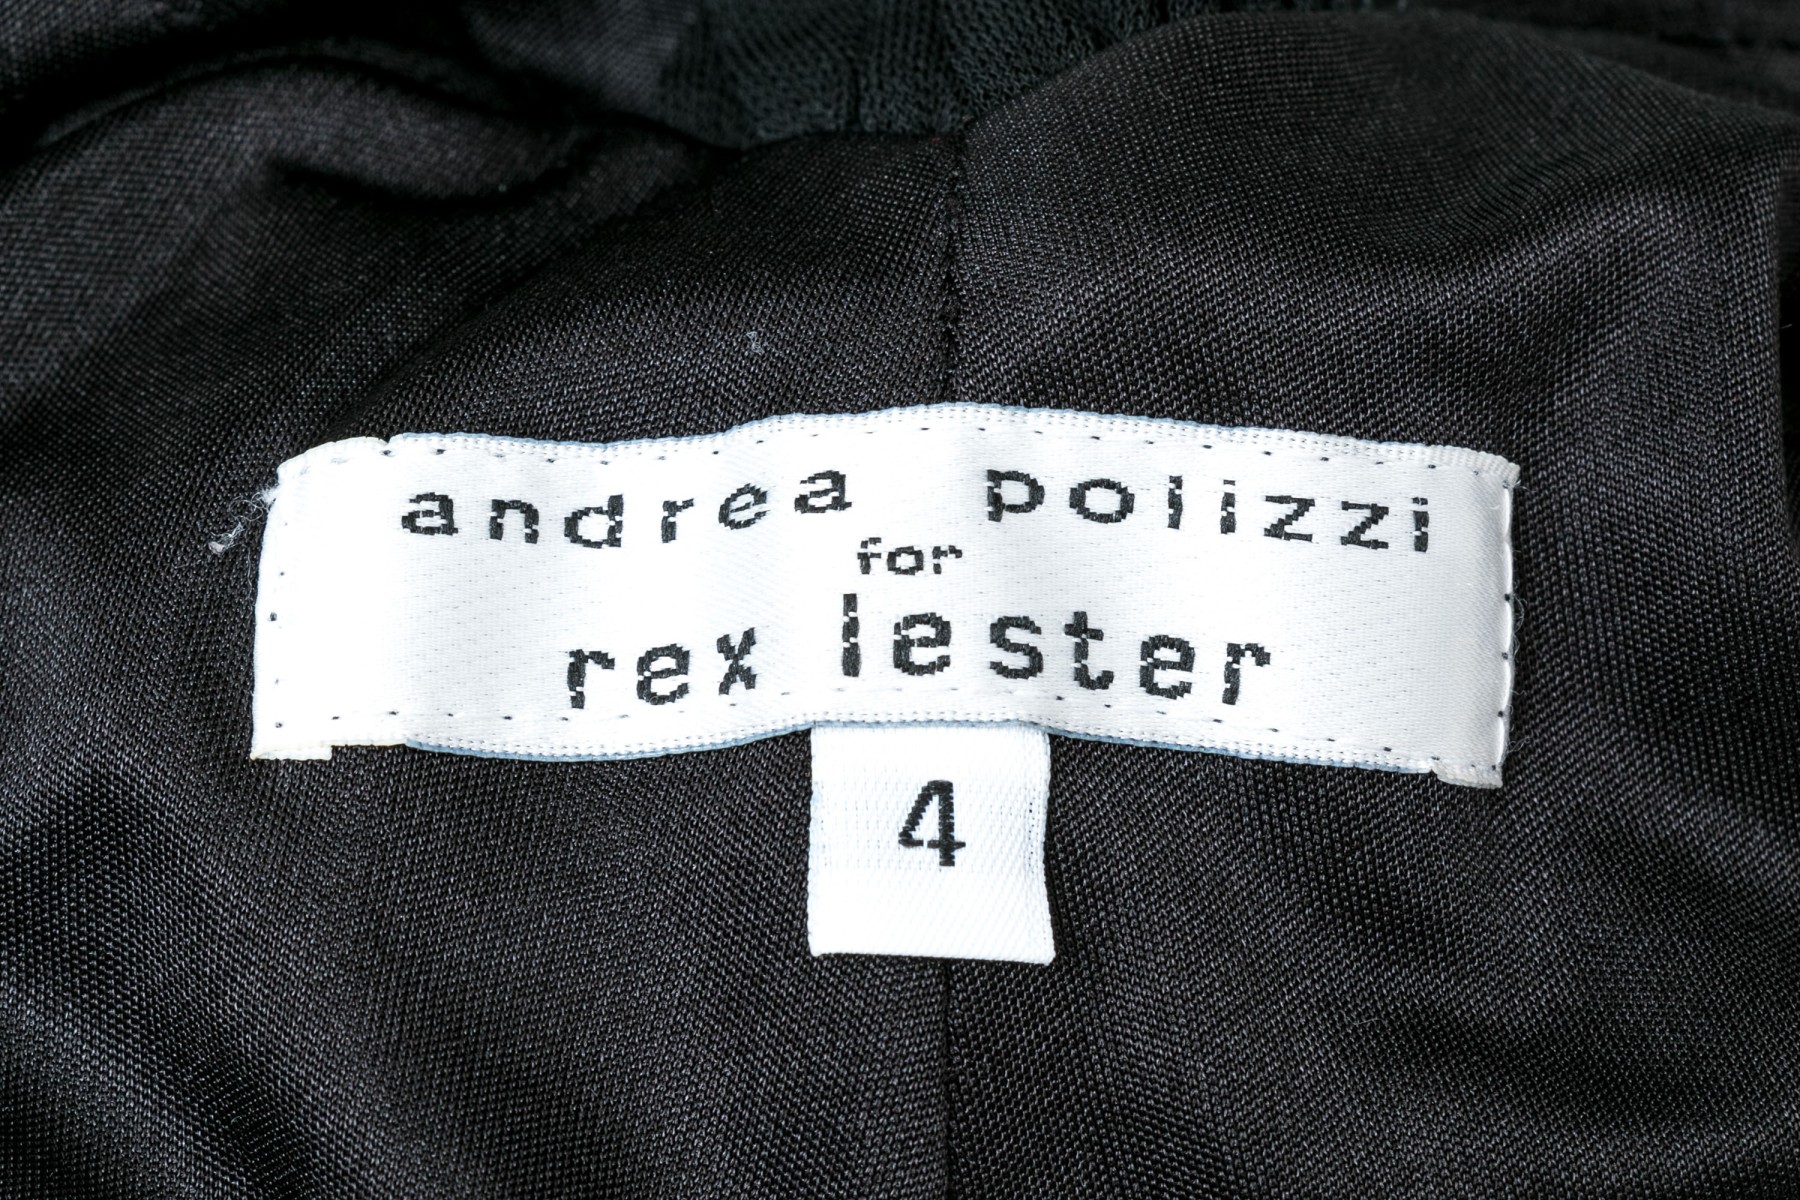 andrea polizzi
for
rex lester
4